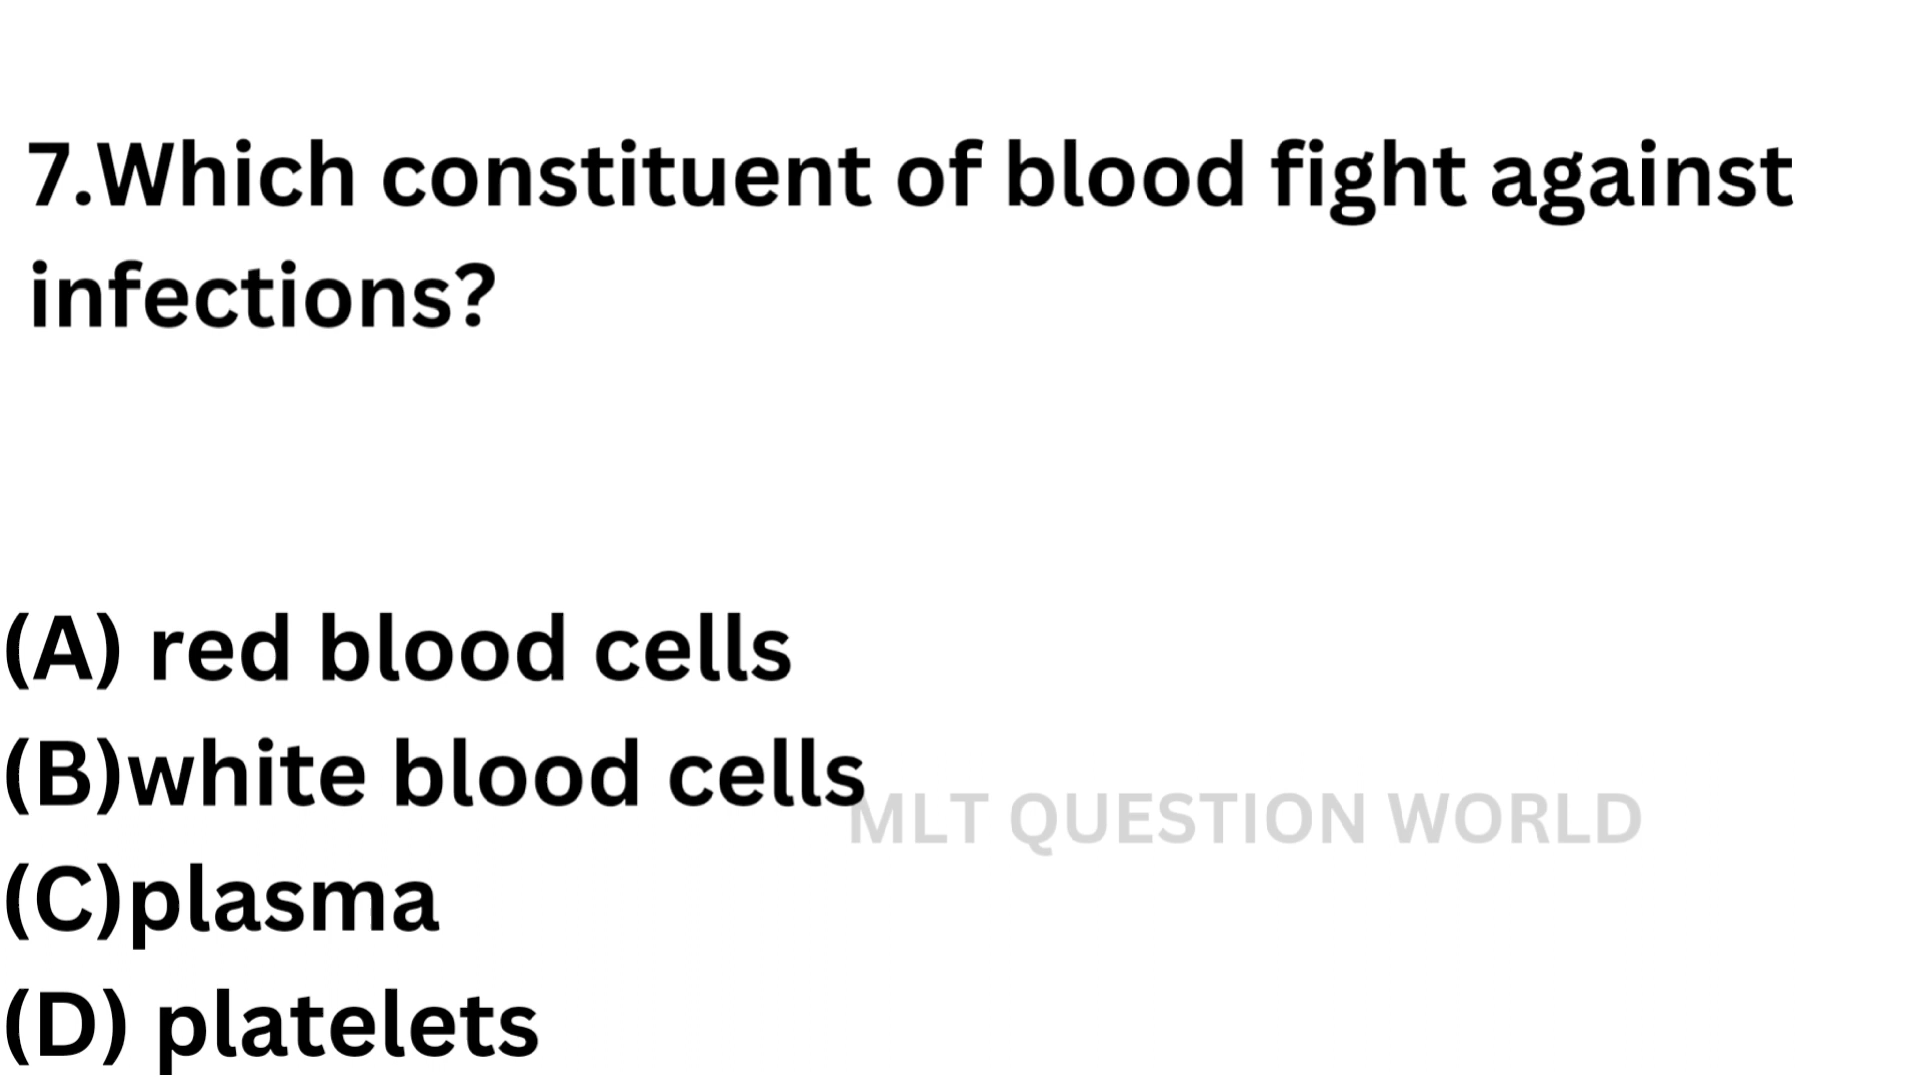 7.Which constituent of blood fight against
infections?
(A) red blood cells
(B)white blood cells
MLT QUESTION WORLD
(C)plasma
(D) platelets